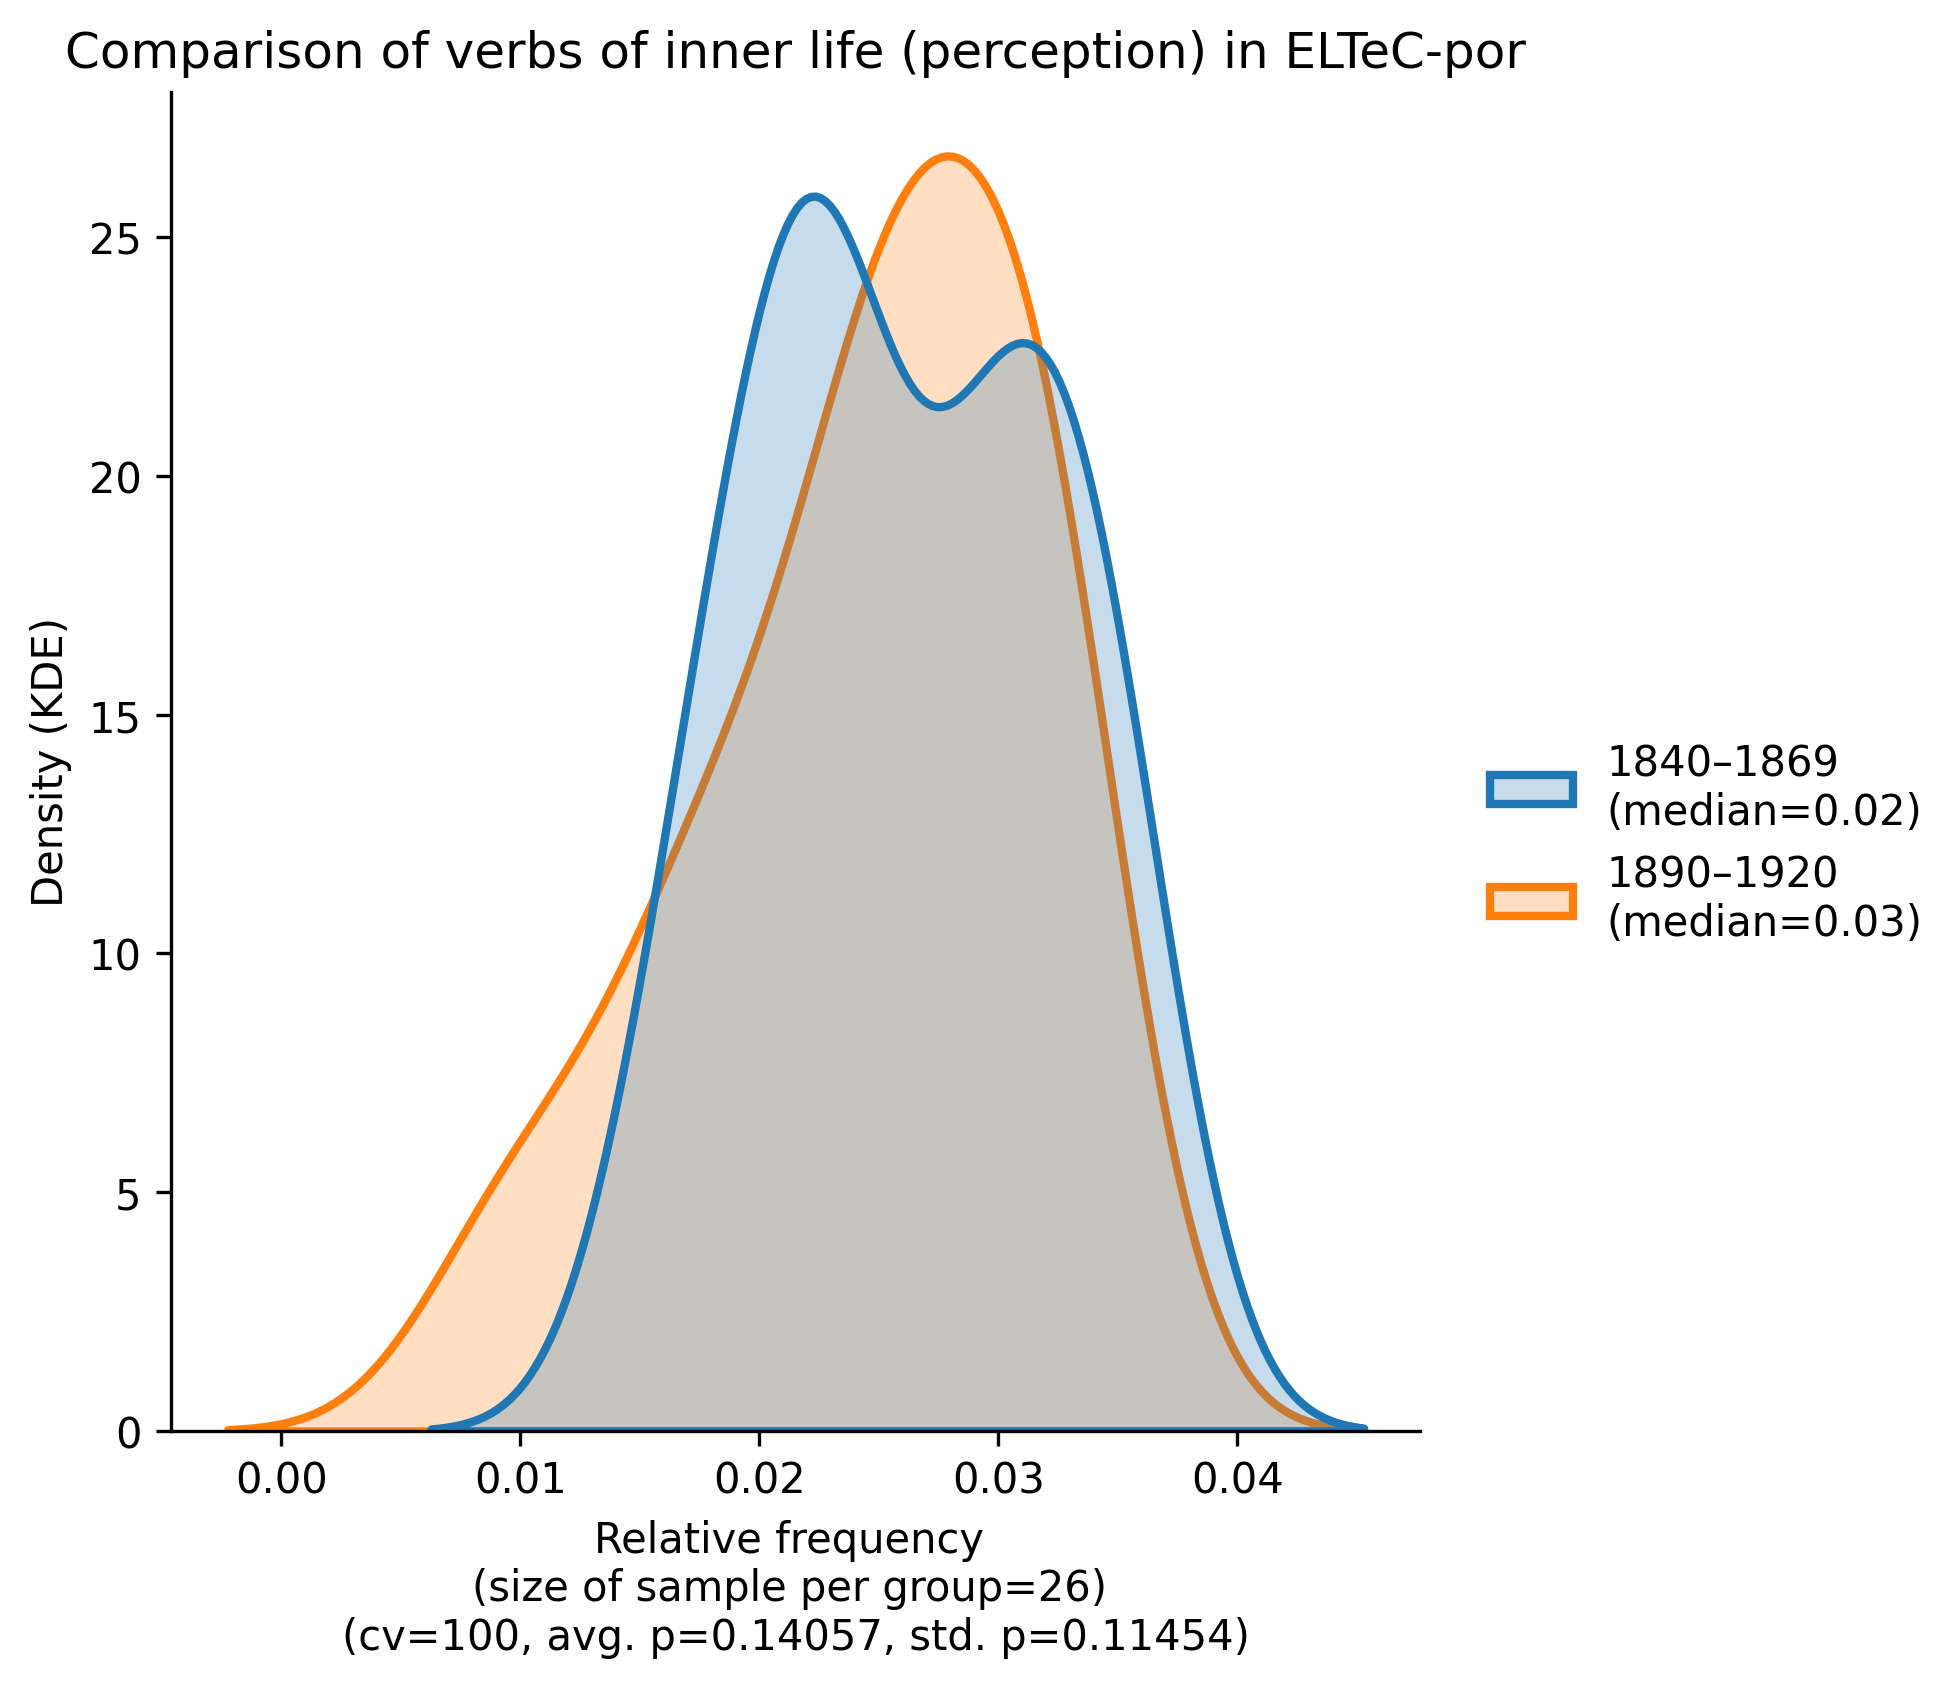 Comparison of verbs of inner life (perception) in ELTeC-por
Density (KDE)
25
20
15
10
5
0
0.00
0.01
0.02
0.03
0.04
Relative frequency
(size of sample per group=26)
(cv=100, avg. p=0.14057, std. p=0.11454)
1840–1869
(median=0.02)
1890–1920
(median=0.03)